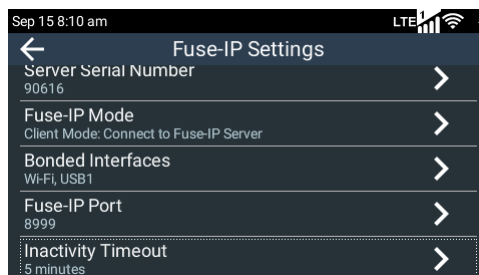 Sep 15 8:10 am LTE 1
Fuse-IP Settings
Server Serial Number
90616
Fuse-IP Mode
Client Mode: Connect to Fuse-IP Server
Bonded Interfaces
Wi-Fi, USB1
Fuse-IP Port
8999
Inactivity Timeout
5 minutes